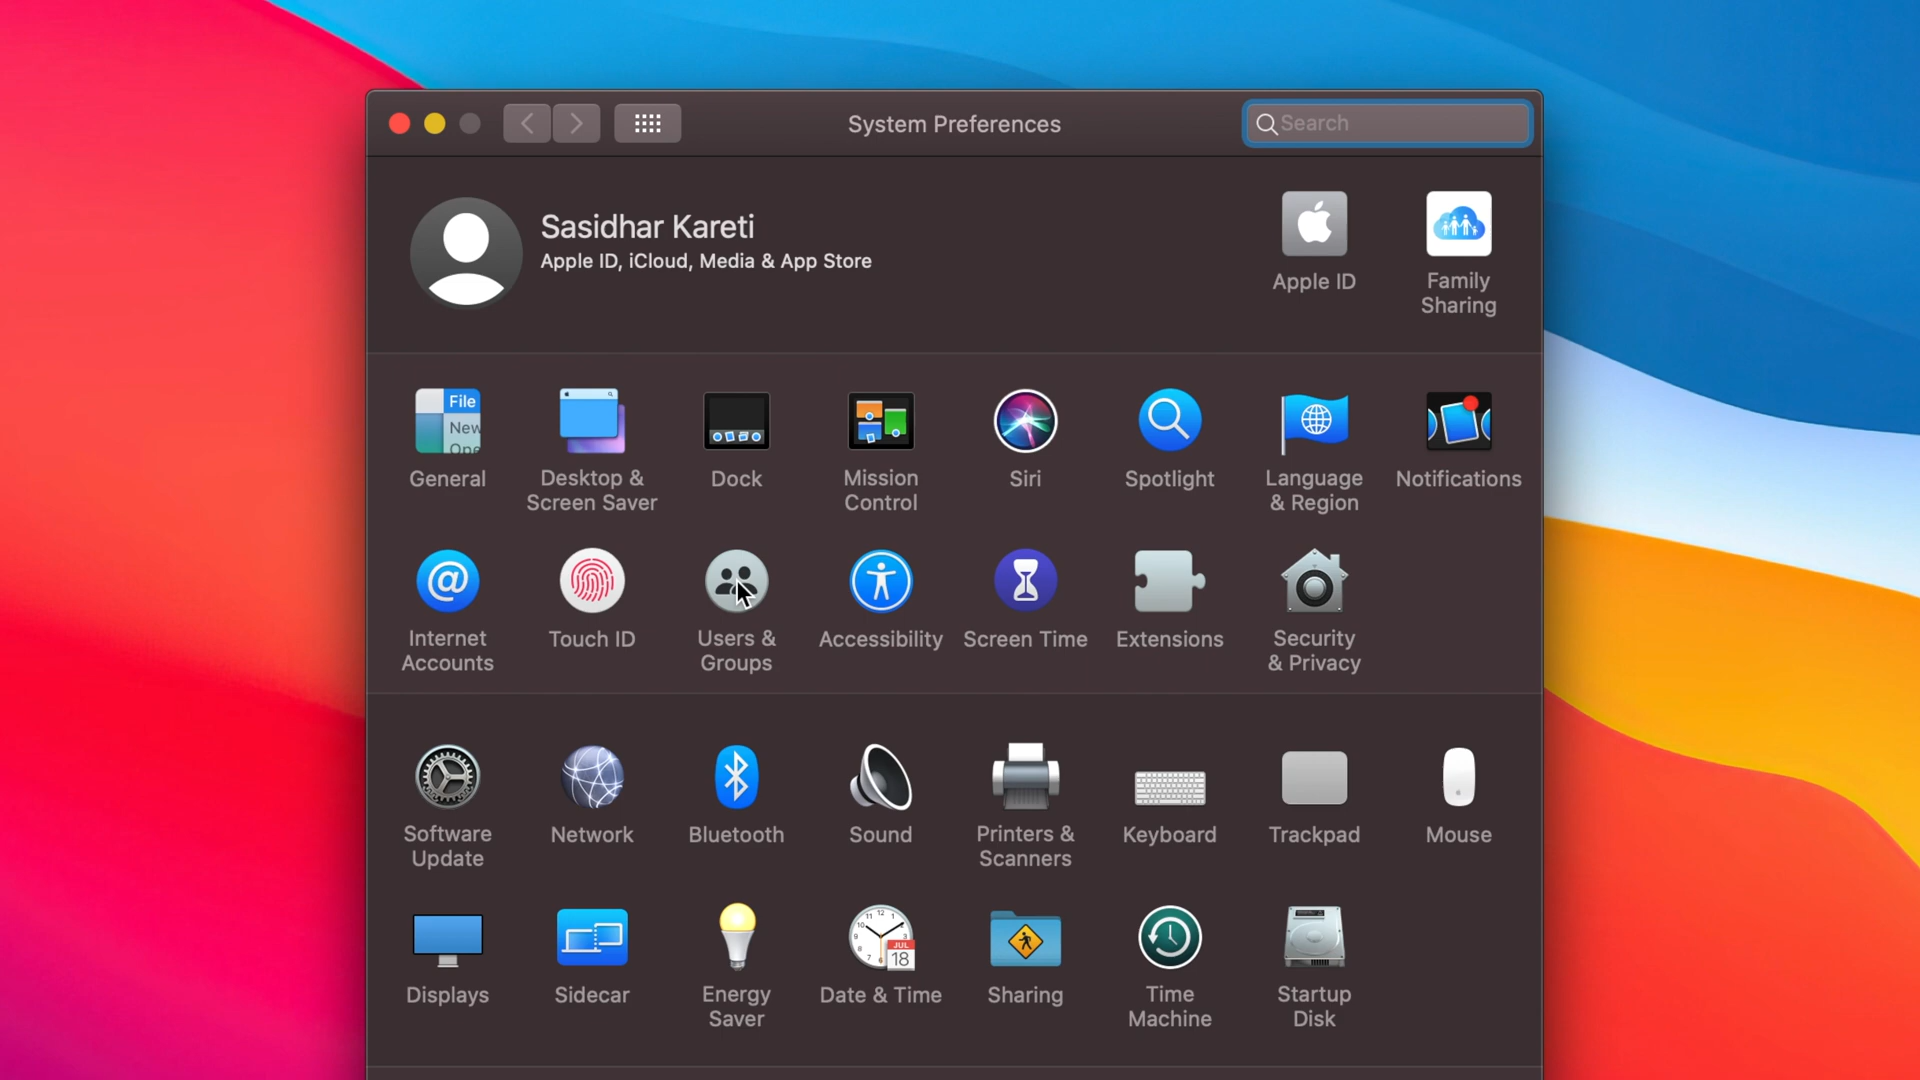 System Preferences
Search
Sasidhar Kareti
Apple ID, iCloud, Media & App Store
Apple ID
Family
Sharing
File
New
One
General
Desktop &
Screen Saver
Dock
Mission
Control
Siri
Spotlight
Language
& Region
Notifications
@
Internet
Accounts
Touch ID
Users &
Groups
Accessibility
Screen Time
Extensions
Security
& Privacy
Software
Update
Network
Bluetooth
Sound
Printers &
Scanners
Keyboard
Trackpad
Mouse
Displays
Sidecar
Energy
Saver
JUL
18
Date & Time
Sharing
Time
Machine
Startup
Disk